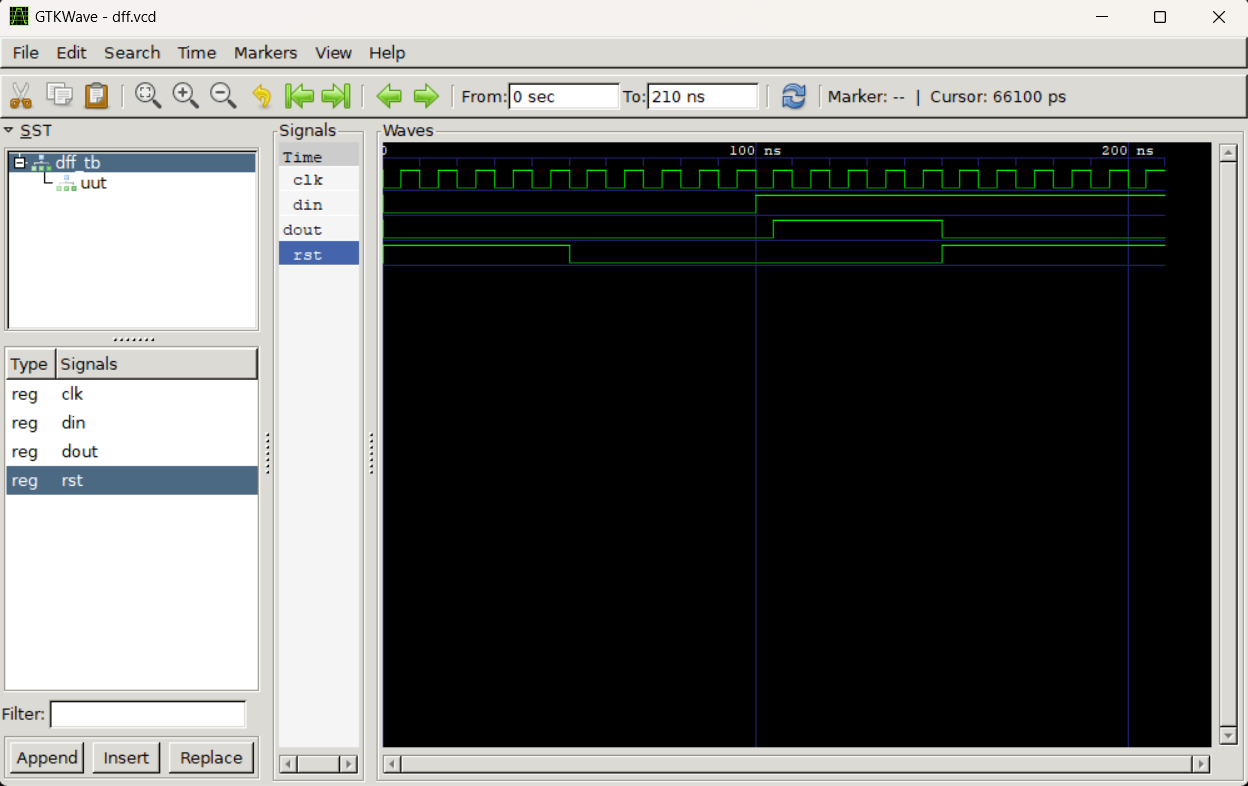 GTKWave - dff.vcd
File Edit Search Time Markers View Help
From: 0 sec To: 210 ns Marker: -- | Cursor: 66100 ps
SST
dff_tb
uut
Type Signals
reg clk
reg din
reg dout
reg rst
Filter:
Append Insert Replace
Signals
Time
clk
din
dout
rst
Waves
0 100 ns 200 ns